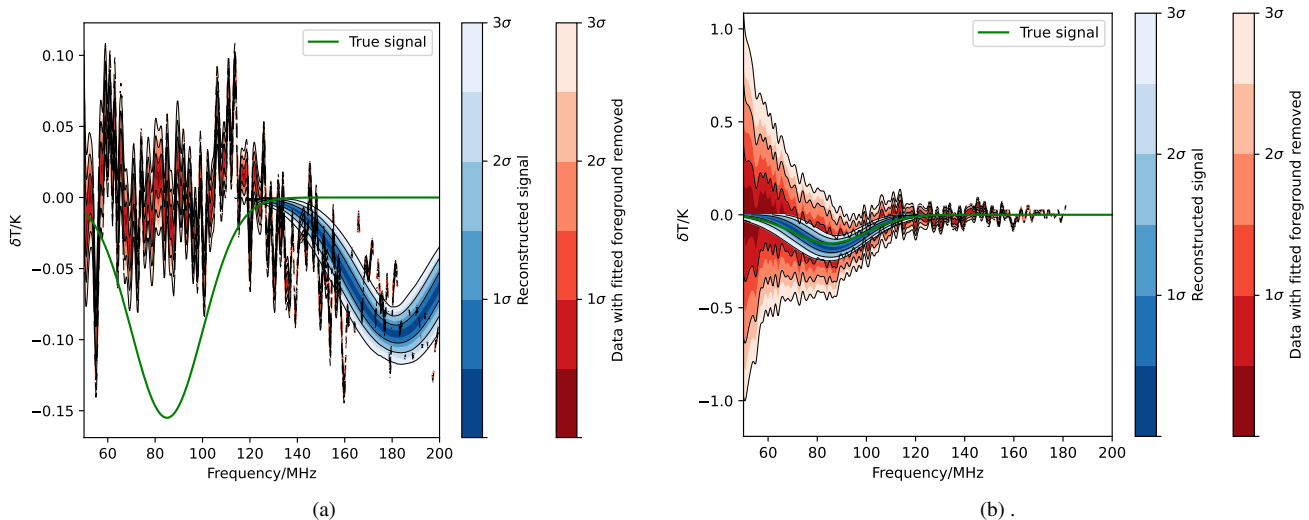 0.10
0.05
0.00
−0.05
−0.10
−0.15
δT/K
60
80
100
120
140
160
180
200
Frequency/MHz
True signal
3σ
2σ
1σ
Reconstructed signal
3σ
2σ
1σ
Data with fitted foreground removed
(a)
1.0
0.5
0.0
−0.5
−1.0
δT/K
60
80
100
120
140
160
180
200
Frequency/MHz
True signal
3σ
2σ
1σ
Reconstructed signal
3σ
2σ
1σ
Data with fitted foreground removed
(b) .